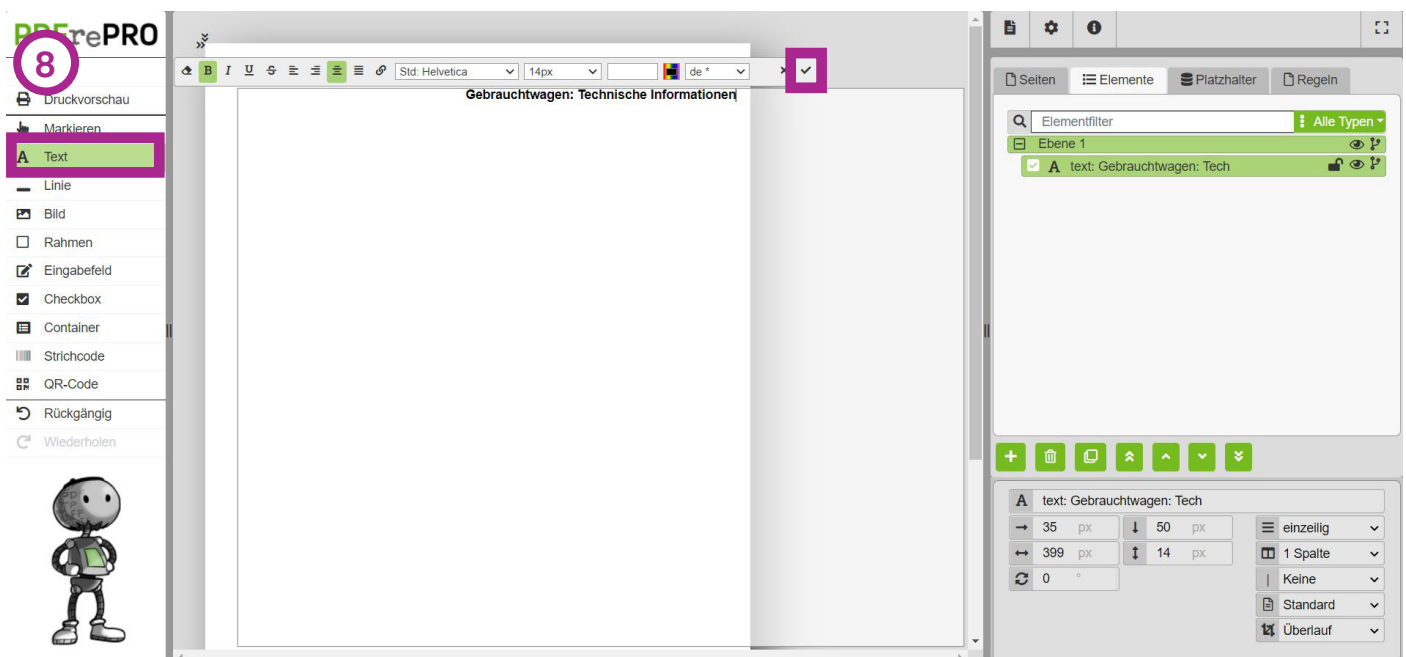 PDFrePRO
8
Druckvorschau
Markieren
A Text
Linie
Bild
Rahmen
Eingabefeld
Checkbox
Container
Strichcode
QR-Code
Rückgängig
Wiederholen
B I U S Std: Helvetica 14px de *
Gebrauchtwagen: Technische Informationen
Seiten Elemente Platzhalter Regeln
Elementfilter Alle Typen
Ebene 1
A text: Gebrauchtwagen: Tech
A text: Gebrauchtwagen: Tech
35 px 50 px einzeilig
399 px 14 px 1 Spalte
0 ° Keine
Standard
Überlauf